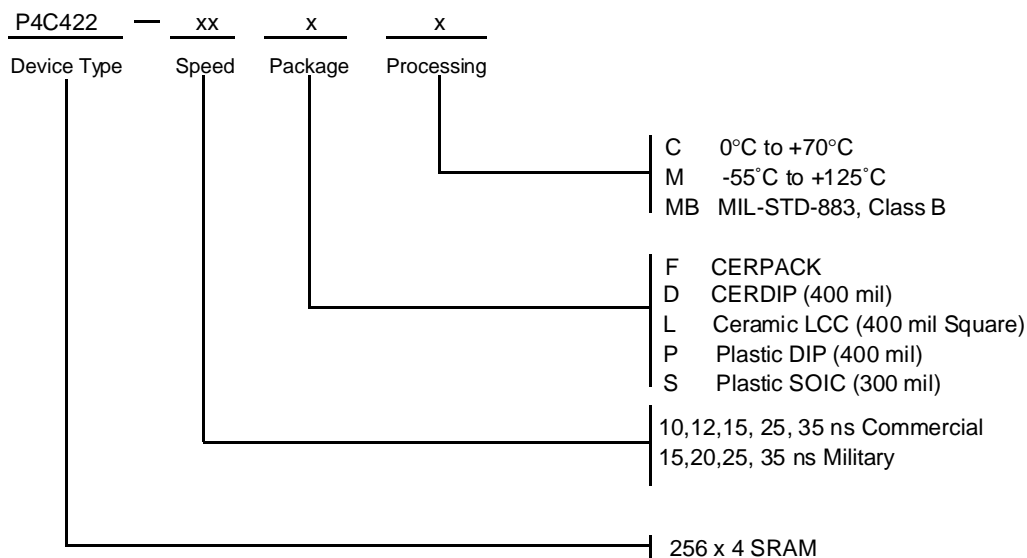 P4C422 — xx x x
Device Type Speed Package Processing
C 0°C to +70°C
M -55˚C to +125˚C
MB MIL-STD-883, Class B
F CERPACK
D CERDIP (400 mil)
L Ceramic LCC (400 mil Square)
P Plastic DIP (400 mil)
S Plastic SOIC (300 mil)
10,12,15, 25, 35 ns Commercial
15,20,25, 35 ns Military
256 x 4 SRAM